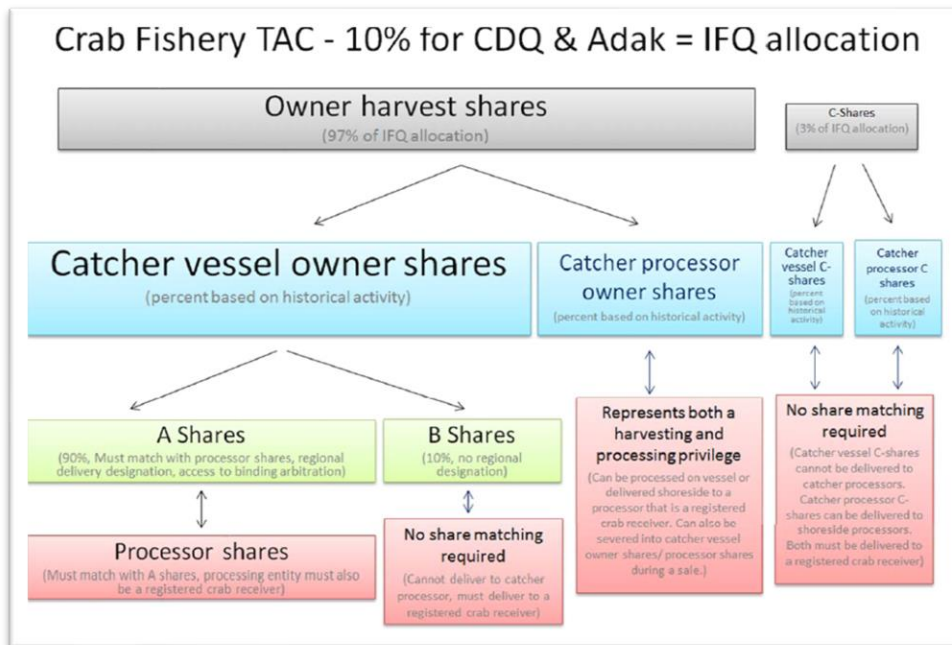 Crab Fishery TAC - 10% for CDQ & Adak = IFQ allocation
Owner harvest shares
(97% of IFQ allocation)
C-Shares
(3% of IFQ allocation)
Catcher vessel owner shares
(percent based on historical activity)
Catcher processor
owner shares
(percent based on historical activity)
Catcher
vessel C-
shares
(percent
based on
historical
activity)
Catcher
processor C
shares
(percent based
on historical
activity)
A Shares
(90%, Must match with processor shares, regional
delivery designation, access to binding arbitration)
B Shares
(10%, no regional
designation)
Represents both a
harvesting and
processing privilege
(Can be processed on vessel or
delivered shoreside to a
processor that is a registered
crab receiver. Can also be
severed into catcher vessel
owner shares/ processor shares
during a sale.)
No share matching
required
(Catcher vessel C-shares
cannot be delivered to
catcher processors.
Catcher processor C-
shares can be delivered to
shoreside processors.
Both must be delivered to
a registered crab receiver)
Processor shares
(Must match with A shares, processing entity must also
be a registered crab receiver)
No share matching
required
(Cannot deliver to catcher
processor, must deliver to a
registered crab receiver)